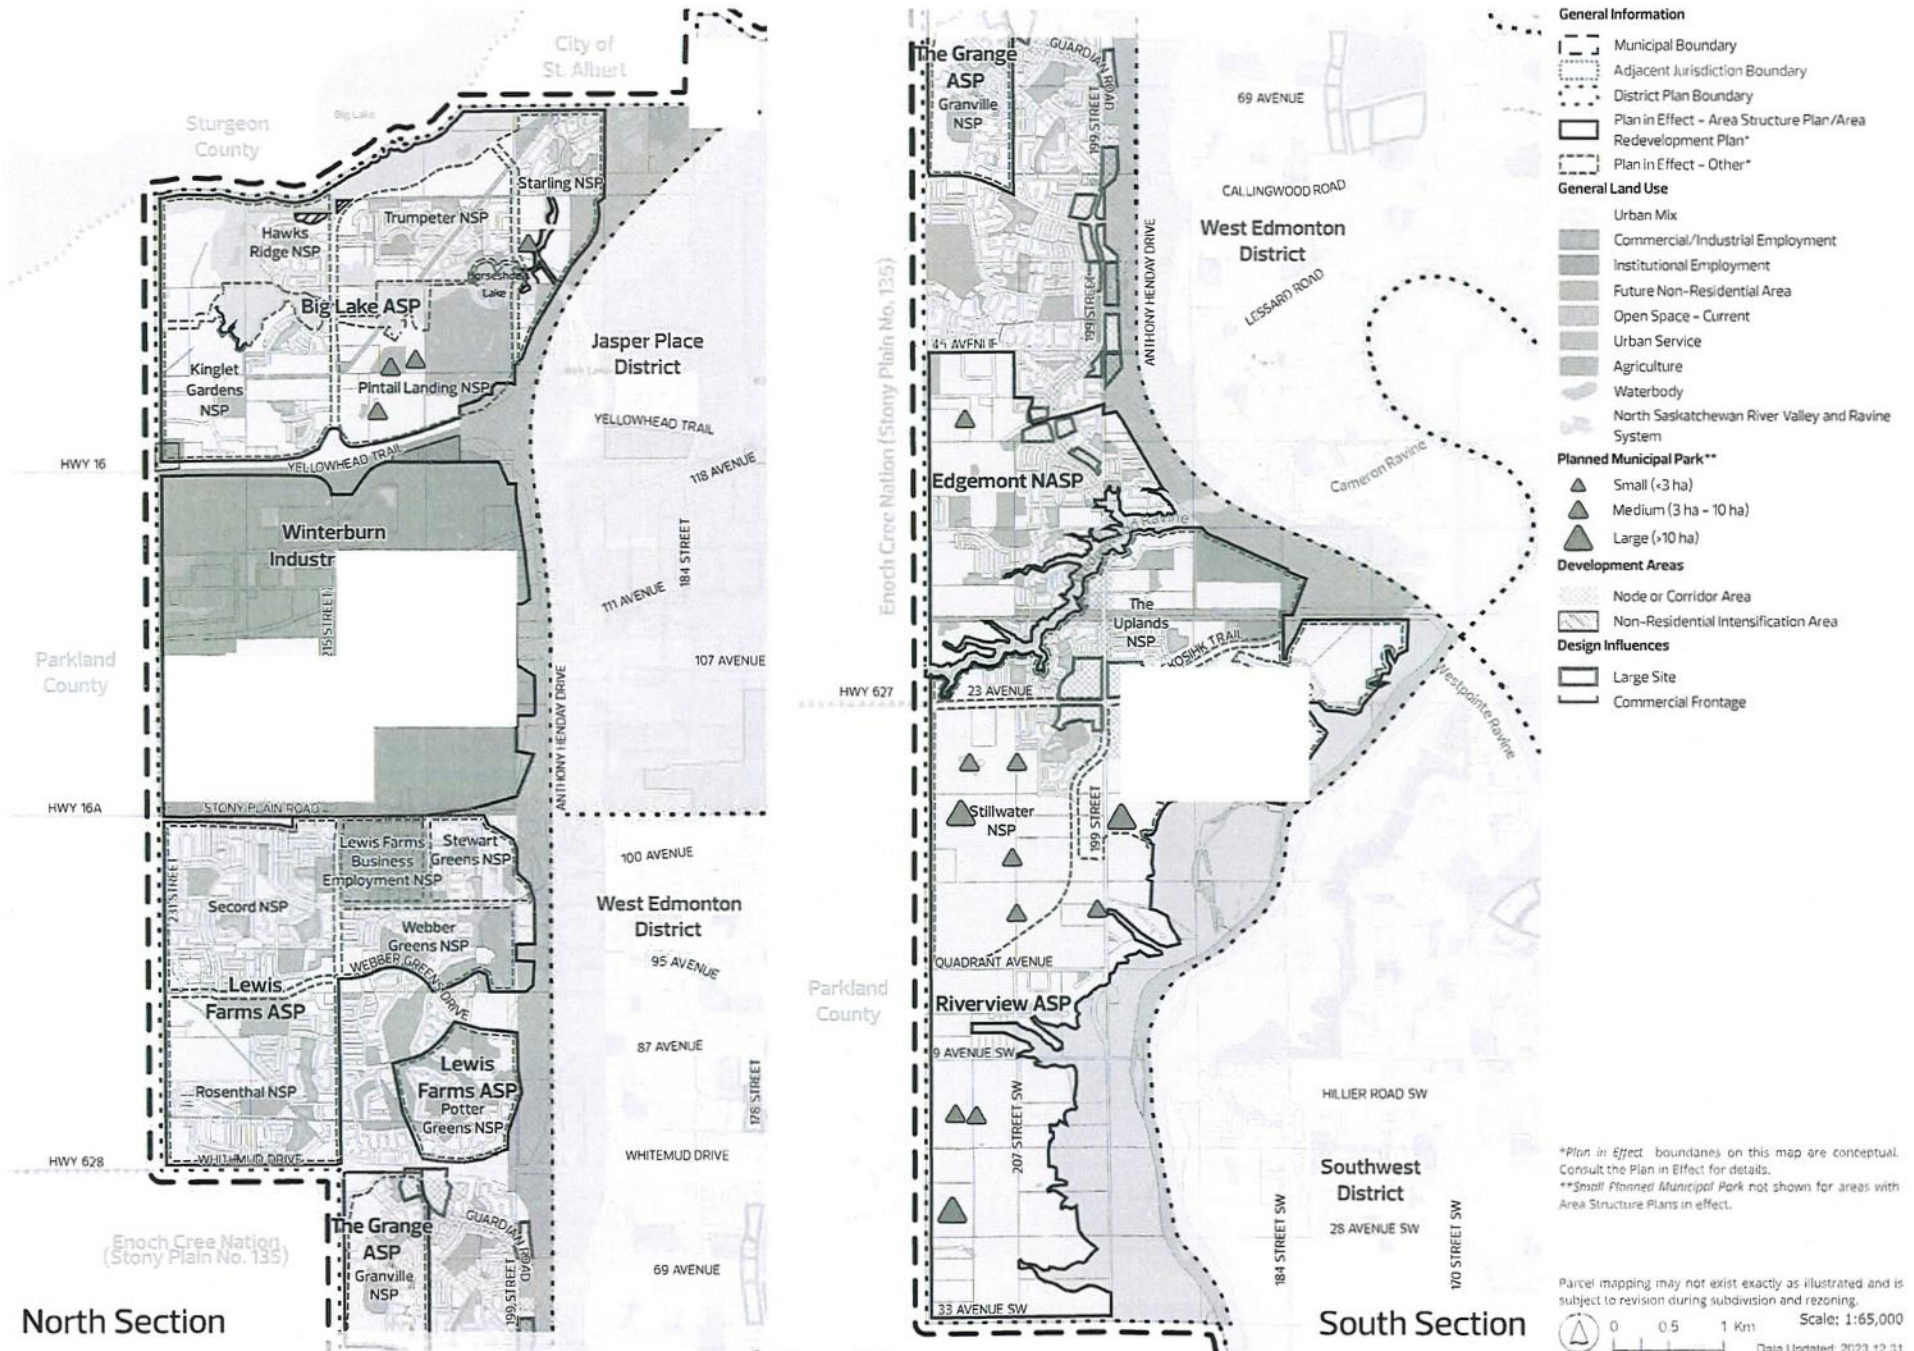 City of
St. Albert
Big Lake
Sturgeon
County
Starling NSP
Trumpeter NSP
Hawks
Ridge NSP
Horseshoe
Lake
Big Lake ASP
Kinglet
Gardens
NSP
Pintail Landing NSP
Jasper Place
District
YELLOWHEAD TRAIL
HWY 16
YELLOWHEAD TRAIL
118 AVENUE
Winterburn
Industr
184 STREET
111 AVENUE
215 STREET
Parkland
County
107 AVENUE
ANTHONY HENDAY DRIVE
HWY 16A
STONY PLAIN ROAD
Lewis Farms
Business
Employment NSP
Stewart
Greens NSP
100 AVENUE
231 STREET
Secord NSP
West Edmonton
District
Webber
Greens NSP
95 AVENUE
WEBBER GREENS DRIVE
Lewis
Farms ASP
87 AVENUE
Lewis
Farms ASP
Potter
Greens NSP
Rosenthal NSP
178 STREET
WHITEMUD DRIVE
HWY 628
WHITEMUD DRIVE
The Grange
ASP
Granville
NSP
GUARDIAN ROAD
199 STREET
69 AVENUE
Enoch Cree Nation
(Stony Plain No. 135)
North Section
The Grange
ASP
Granville
NSP
GUARDIAN ROAD
199 STREET
69 AVENUE
CALLINGWOOD ROAD
West Edmonton
District
ANTHONY HENDAY DRIVE
LESSARD ROAD
199 STREET
45 AVENUE
Enoch Cree Nation (Stony Plain No. 135)
Cameron Ravine
Edgemont NASP
A Ravine
The
Uplands
NSP
KOSIHK TRAIL
HWY 627
23 AVENUE
Westpointe Ravine
Stillwater
NSP
199 STREET
QUADRANT AVENUE
Parkland
County
Riverview ASP
9 AVENUE SW
207 STREET SW
HILLIER ROAD SW
Southwest
District
184 STREET SW
28 AVENUE SW
170 STREET SW
33 AVENUE SW
South Section
General Information
Municipal Boundary
Adjacent Jurisdiction Boundary
District Plan Boundary
Plan in Effect - Area Structure Plan/Area
Redevelopment Plan*
Plan in Effect - Other*
General Land Use
Urban Mix
Commercial/Industrial Employment
Institutional Employment
Future Non-Residential Area
Open Space - Current
Urban Service
Agriculture
Waterbody
North Saskatchewan River Valley and Ravine
System
Planned Municipal Park**
Small (<3 ha)
Medium (3 ha - 10 ha)
Large (>10 ha)
Development Areas
Node or Corridor Area
Non-Residential Intensification Area
Design Influences
Large Site
Commercial Frontage
*Plan in Effect boundaries on this map are conceptual.
Consult the Plan in Effect for details.
**Small Planned Municipal Park not shown for areas with
Area Structure Plans in effect.
Parcel mapping may not exist exactly as illustrated and is
subject to revision during subdivision and rezoning.
Scale: 1:65,000
0 0.5 1 Km
Data Updated: 2023 12 31